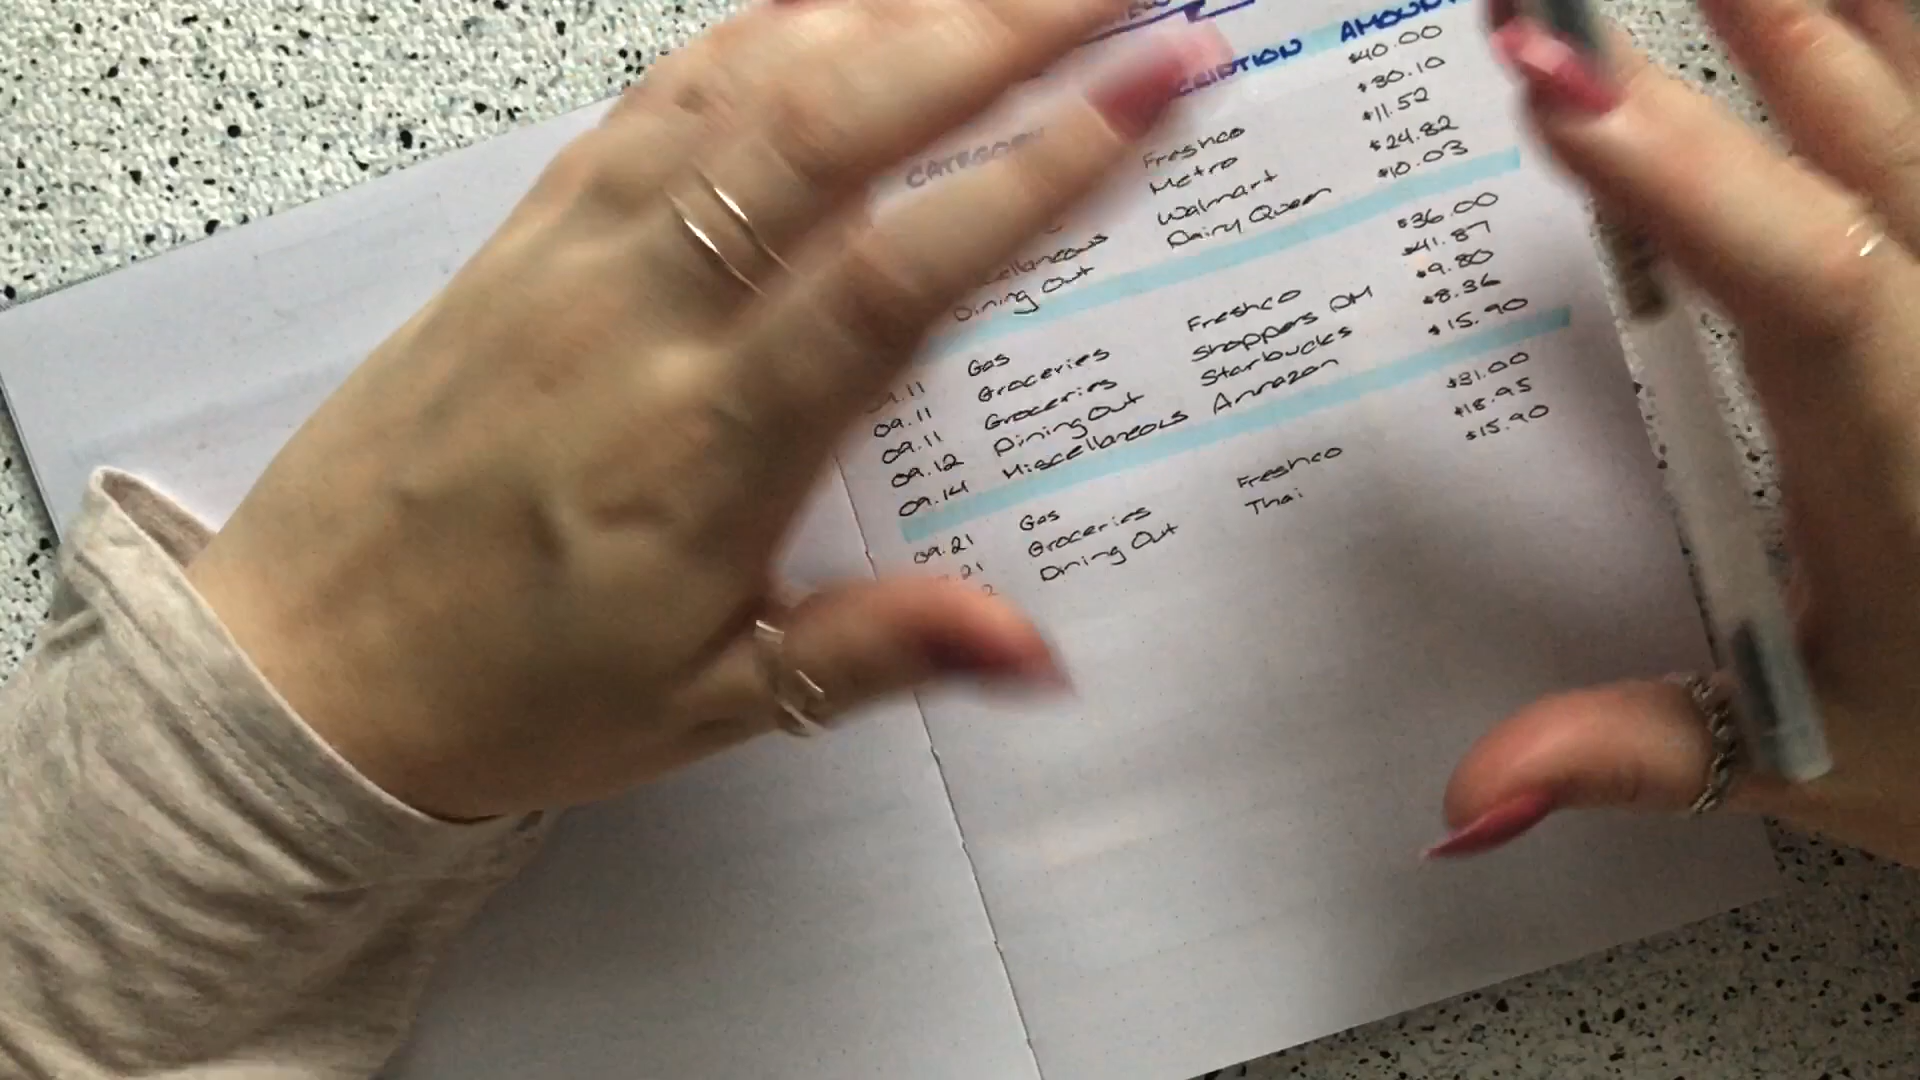 CATEGORY AMOUNT
$40.00
Freshco $30.10
Metro $11.52
Walmart $24.82
Dining Out Dairy Queen $10.03
Gas $36.00
09.11 Groceries Freshco $41.87
09.11 Groceries Shoppers DM $9.80
09.12 Dining Out Starbucks $8.36
09.14 Miscellaneous Amazon $15.90
09.21 Gas $31.00
Groceries Freshco $18.95
Dining Out Thai $15.90